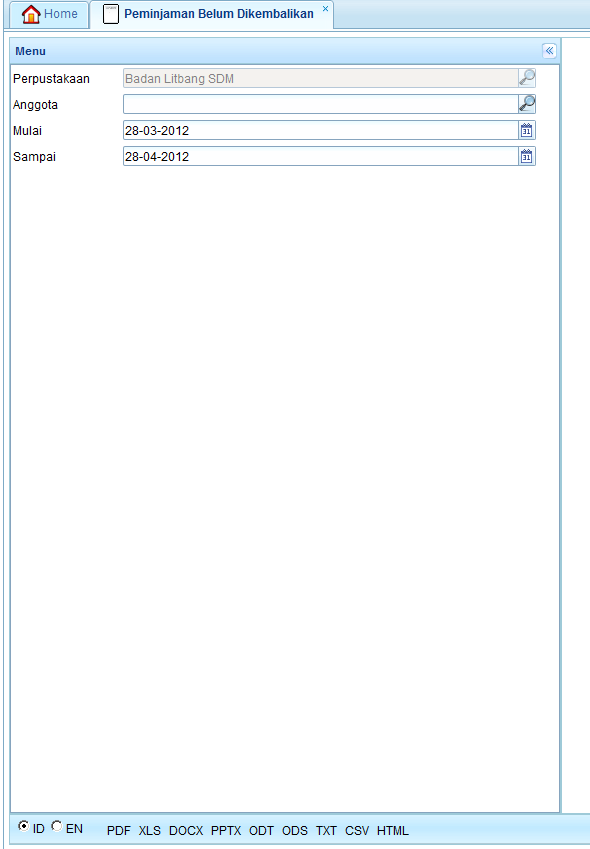 Home Peminjaman Belum Dikembalikan
Menu
Perpustakaan Badan Litbang SDM
Anggota
Mulai 28-03-2012
Sampai 28-04-2012
ID EN PDF XLS DOCX PPTX ODT ODS TXT CSV HTML